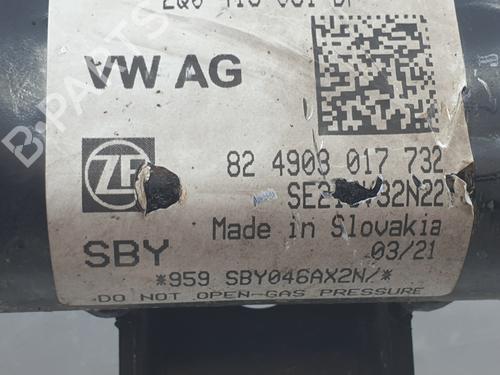 VW AG
ZF
82 4903 017 732
Made in Slovakia
SBY
03/21
*959 SBY046AX2N/*
DO NOT OPEN-GAS PRESSURE
B-PARTS